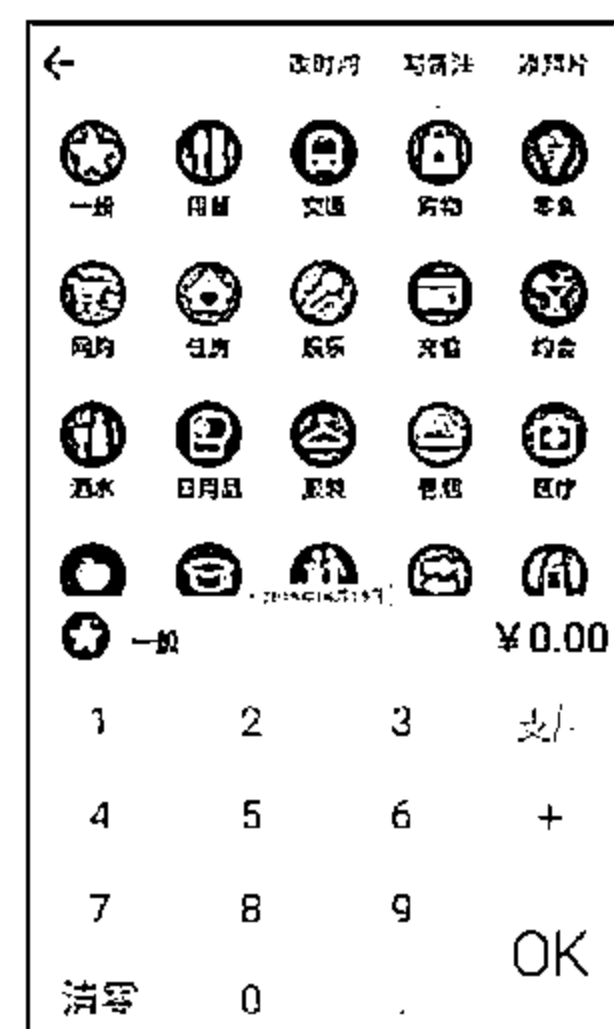 改时间 写备注 添照片
一般 用餐 交通 购物 零食
网购 住房 娱乐 充值 约会
酒水 日用品 服装 医疗
一般 ¥0.00
1 2 3 支/-
4 5 6 +
7 8 9
OK
清零 0 .